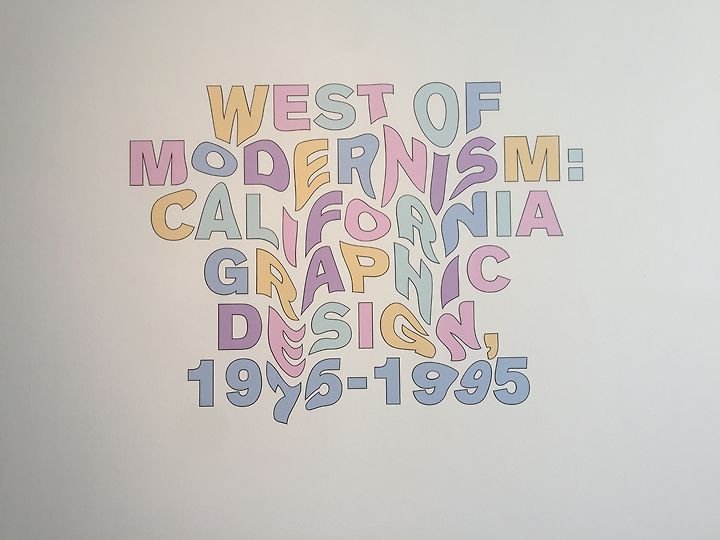 WEST OF
MODERNISM:
CALIFORNIA
GRAPHIC
DESIGN,
1975-1995